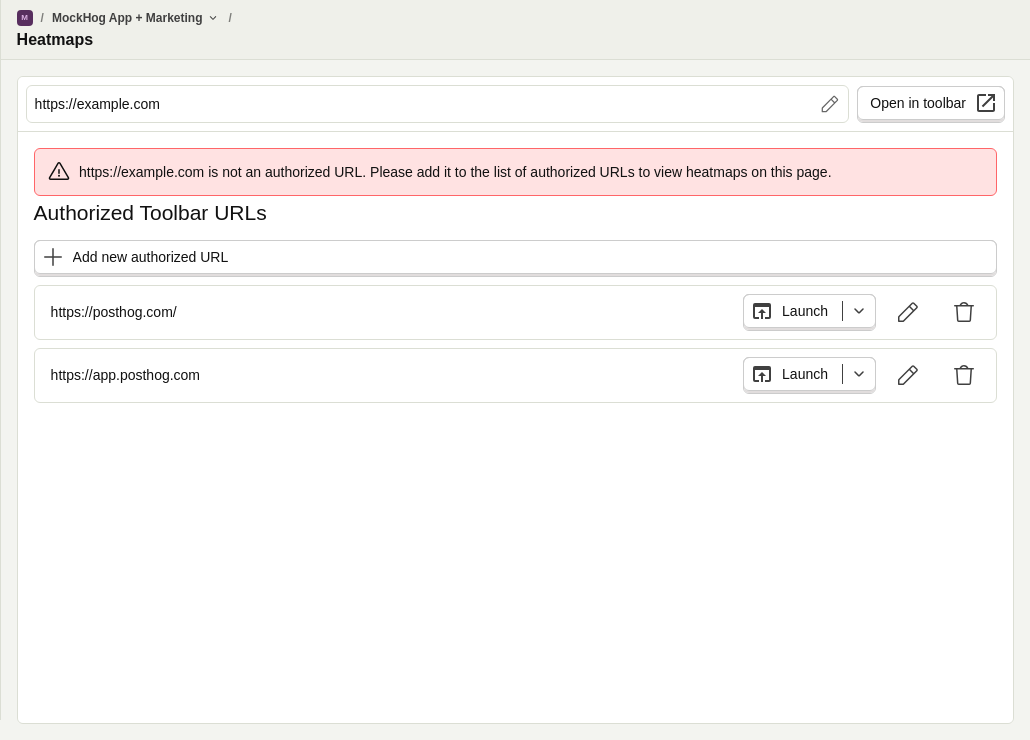 M / MockHog App + Marketing /
Heatmaps
https://example.com
Open in toolbar
https://example.com is not an authorized URL. Please add it to the list of authorized URLs to view heatmaps on this page.
Authorized Toolbar URLs
Add new authorized URL
https://posthog.com/
Launch
https://app.posthog.com
Launch